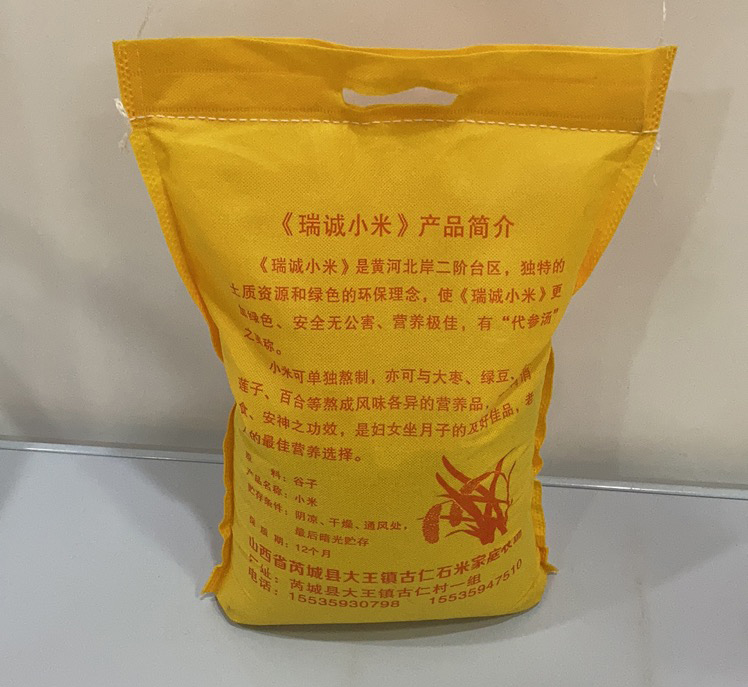 《瑞诚小米》产品简介
《瑞诚小米》是黄河北岸二阶台区，独特的
土质资源和绿色的环保理念，使《瑞诚小米》更
绿色、安全无公害、营养极佳，有“代参汤”
之美称。
小米可单独熬制，亦可与大枣、绿豆、
莲子、百合等熬成风味各异的营养品，
食、安神之功效，是妇女坐月子的及好佳品，老
人的最佳营养选择。
原 料：谷子
产品名称：小米
贮存条件：阴凉、干燥、通风处，
最后晴光贮存
保 质 期：12个月
山西省芮城县大王镇古仁石米家庭农场
厂址：芮城县大王镇古仁村一组
电话：15535930798 15535947510